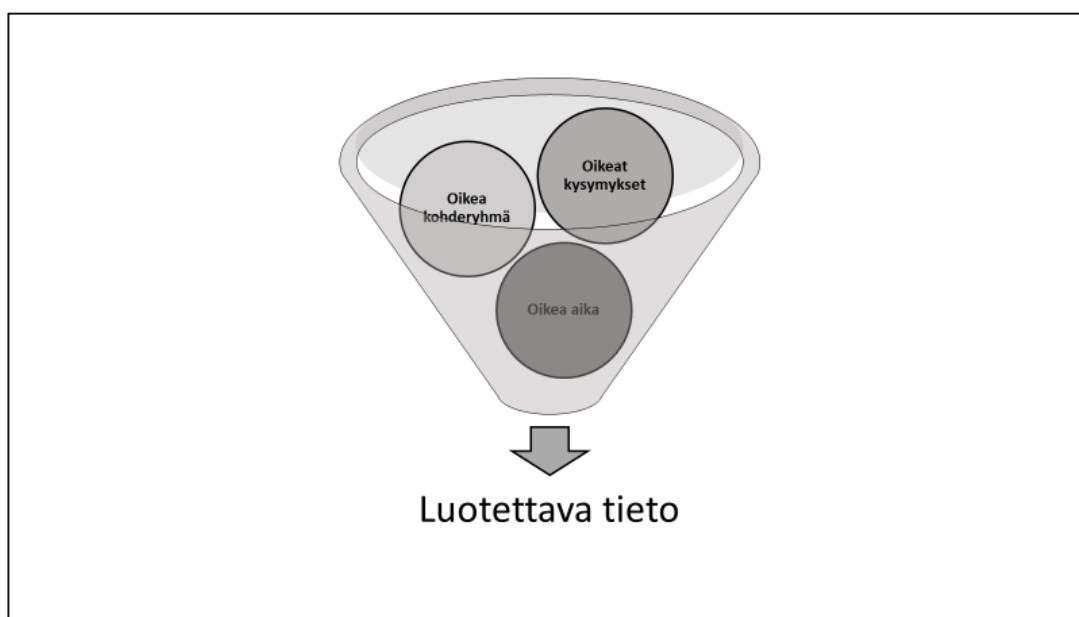 Oikeat
kysymykset
Oikea
kohderyhmä
Oikea aika
Luotettava tieto